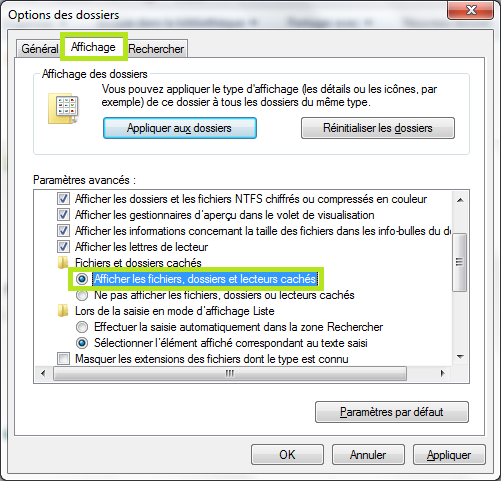 Options des dossiers
Général Affichage Rechercher
Affichage des dossiers
Vous pouvez appliquer le type d'affichage (les détails ou les icônes, par
exemple) de ce dossier à tous les dossiers du même type.
Appliquer aux dossiers Réinitialiser les dossiers
Paramètres avancés :
Afficher les dossiers et les fichiers NTFS chiffrés ou compressés en couleur
Afficher les gestionnaires d'aperçu dans le volet de visualisation
Afficher les informations concernant la taille des fichiers dans les info-bulles du do
Afficher les lettres de lecteur
Fichiers et dossiers cachés
Afficher les fichiers, dossiers et lecteurs cachés
Ne pas afficher les fichiers, dossiers ou lecteurs cachés
Lors de la saisie en mode d'affichage Liste
Effectuer la saisie automatiquement dans la zone Rechercher
Sélectionner l'élément affiché correspondant au texte saisi
Masquer les extensions des fichiers dont le type est connu
Paramètres par défaut
OK Annuler Appliquer